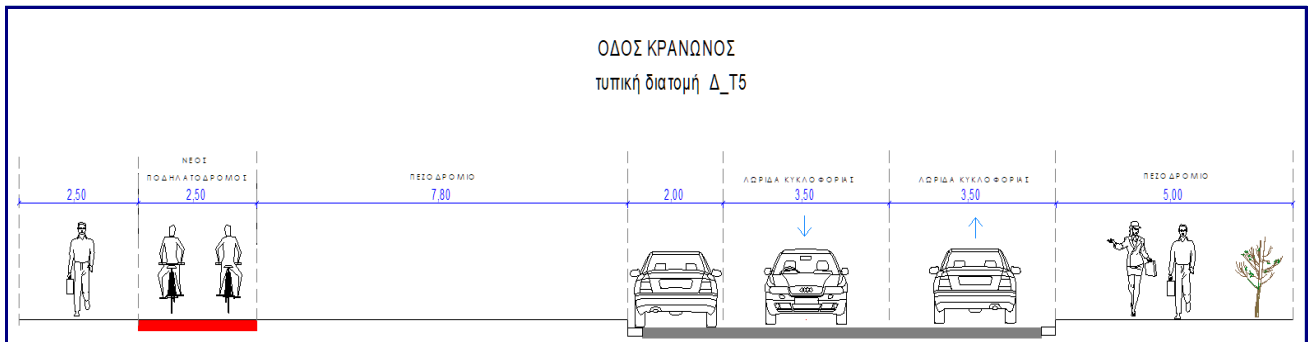 ΟΔΟΣ ΚΡΑΝΩΝΟΣ
τυπική διατομή Δ_Τ5
ΝΕΟΣ
ΠΟΔΗΛΑΤΟΔΡΟΜΟΣ
ΠΕΖΟΔΡΟΜΙΟ
ΛΩΡΙΔΑ ΚΥΚΛΟΦΟΡΙΑΣ
ΛΩΡΙΔΑ ΚΥΚΛΟΦΟΡΙΑΣ
ΠΕΖΟΔΡΟΜΙΟ
2,50 2,50 7,80 2,00 3,50 3,50 5,00